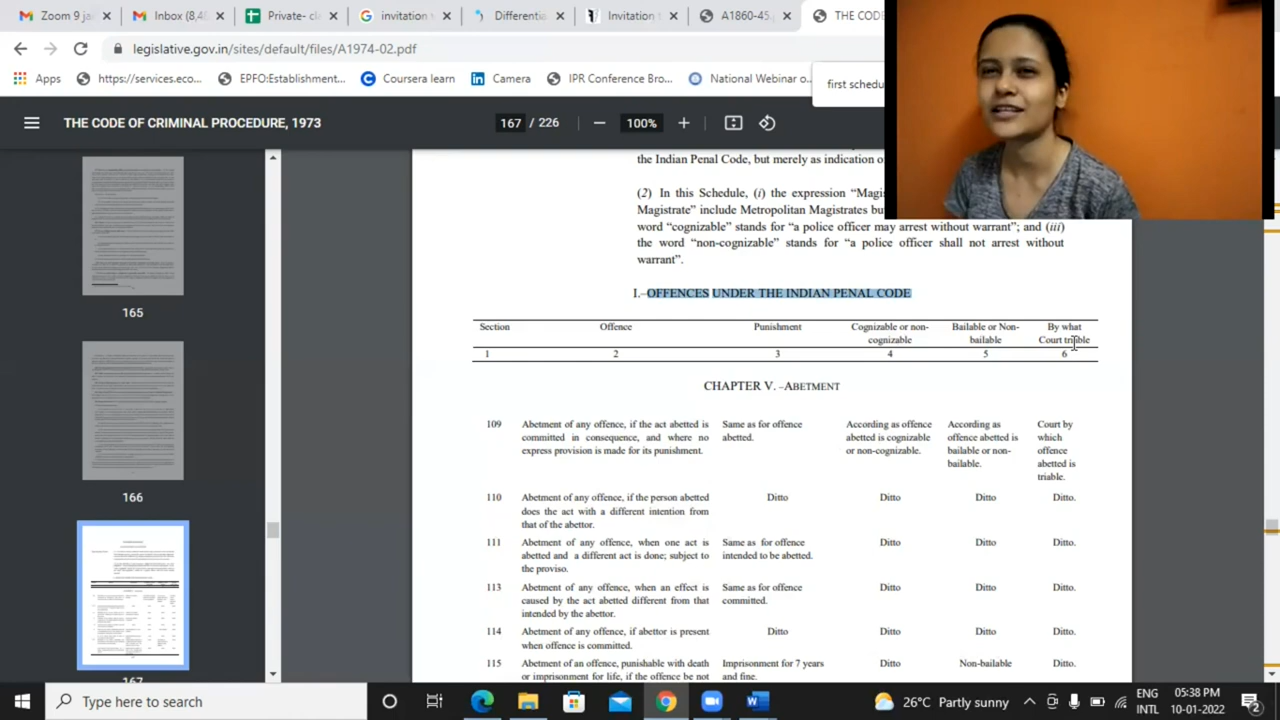 Zoom 9 ja
Inbox (8,48
Private- cl
invitation
Differentia
Invitation t
A1860-45.p
THE COD
legislative.gov.in/sites/default/files/A1974-02.pdf
Apps
https://services.eco...
EPFO:Establishment...
Coursera learn
Camera
IPR Conference Bro...
National Webinar o...
first schedu
THE CODE OF CRIMINAL PROCEDURE, 1973
167 / 226
100%
165
166
167
the Indian Penal Code, but merely as indication o
(2) In this Schedule, (i) the expression “Magi
Magistrate” include Metropolitan Magistrates bu
word “cognizable” stands for “a police officer may arrest without warrant”; and (iii)
the word “non-cognizable” stands for “a police officer shall not arrest without
warrant”.
I.–OFFENCES UNDER THE INDIAN PENAL CODE
Section Offence Punishment Cognizable or non- Bailable or Non- By what
cognizable bailable Court triable
1 2 3 4 5 6
CHAPTER V. –ABETMENT
109 Abetment of any offence, if the act abetted is Same as for offence According as offence According as Court by
committed in consequence, and where no abetted. abetted is cognizable offence abetted is which
express provision is made for its punishment. or non-cognizable. bailable or non- offence
bailable. abetted is
triable.
110 Abetment of any offence, if the person abetted Ditto Ditto Ditto Ditto.
does the act with a different intention from
that of the abettor.
111 Abetment of any offence, when one act is Same as for offence Ditto Ditto Ditto.
abetted and a different act is done; subject to intended to be abetted.
the proviso.
113 Abetment of any offence, when an effect is Same as for offence Ditto Ditto Ditto.
caused by the act abetted different from that committed.
intended by the abettor.
114 Abetment of any offence, if abettor is present Ditto Ditto Ditto Ditto.
when offence is committed.
115 Abetment of an offence, punishable with death Imprisonment for 7 years Ditto Non-bailable Ditto.
or imprisonment for life, if the offence be not and fine.
Type here to search
26°C Partly sunny
ENG
INTL
05:38 PM
10-01-2022
2